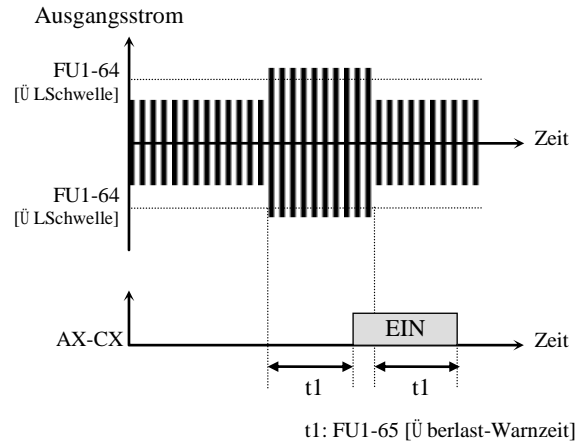 Ausgangsstrom
FU1-64
[Ü LSchwelle]
Zeit
FU1-64
[Ü LSchwelle]
EIN
AX-CX
Zeit
t1
t1
t1: FU1-65 [Ü berlast-Warnzeit]